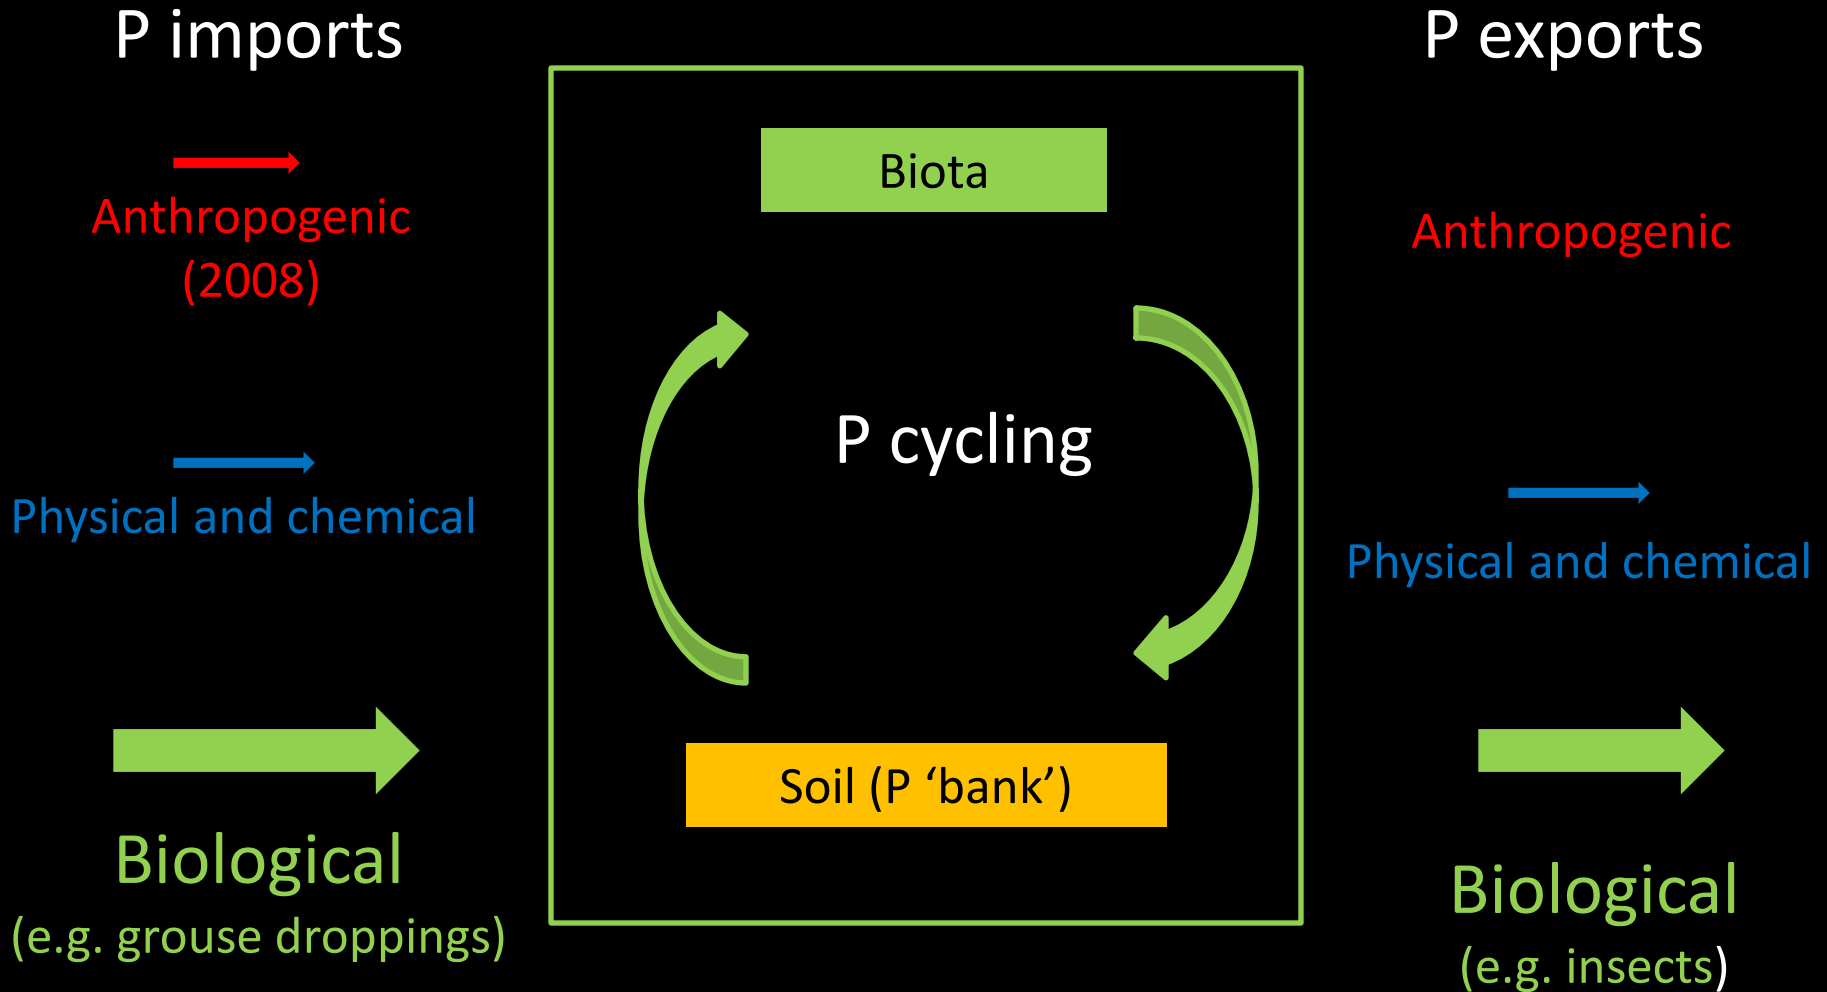 P imports
Anthropogenic
(2008)
Physical and chemical
Biological
(e.g. grouse droppings)
Biota
P cycling
Soil (P ‘bank’)
P exports
Anthropogenic
Physical and chemical
Biological
(e.g. insects)